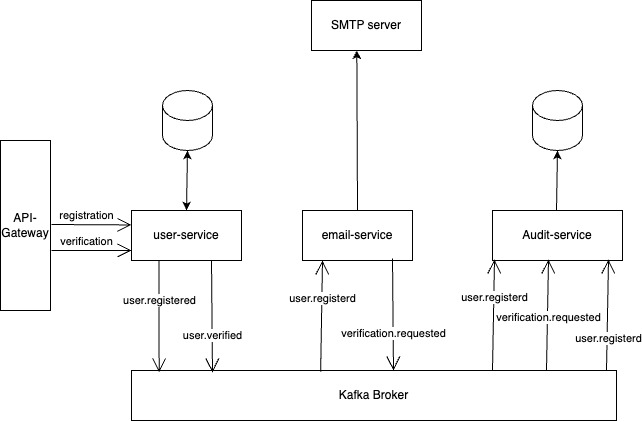 SMTP server
API-
Gateway
registration
verification
user-service
email-service
Audit-service
user.registered
user.registerd
user.registerd
verification.requested
user.verified
verification.requested
user.registerd
Kafka Broker